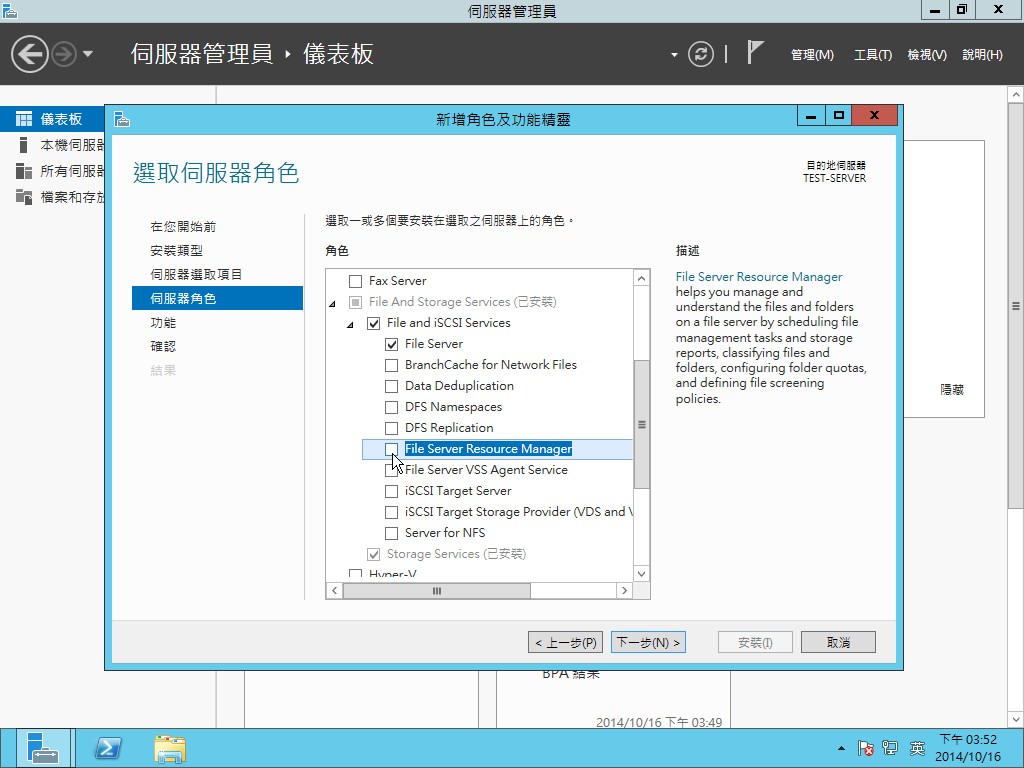 伺服器管理員
伺服器管理員 ‣ 儀表板
管理(M) 工具(T) 檢視(V) 說明(H)
儀表板
本機伺服器
所有伺服器
檔案和存放
新增角色及功能精靈
選取伺服器角色
目的地伺服器
TEST-SERVER
在您開始前
安裝類型
伺服器選取項目
伺服器角色
功能
確認
結果
選取一或多個要安裝在選取之伺服器上的角色。
角色
Fax Server
File And Storage Services (已安裝)
File and iSCSI Services
File Server
BranchCache for Network Files
Data Deduplication
DFS Namespaces
DFS Replication
File Server Resource Manager
File Server VSS Agent Service
iSCSI Target Server
iSCSI Target Storage Provider (VDS and V
Server for NFS
Storage Services (已安裝)
Hyper-V
描述
File Server Resource Manager
helps you manage and
understand the files and folders
on a file server by scheduling file
management tasks and storage
reports, classifying files and
folders, configuring folder quotas,
and defining file screening
policies.
隱藏
< 上一步(P) 下一步(N) > 安裝(I) 取消
BPA 結果
2014/10/16 下午 03:49
英
下午 03:52
2014/10/16